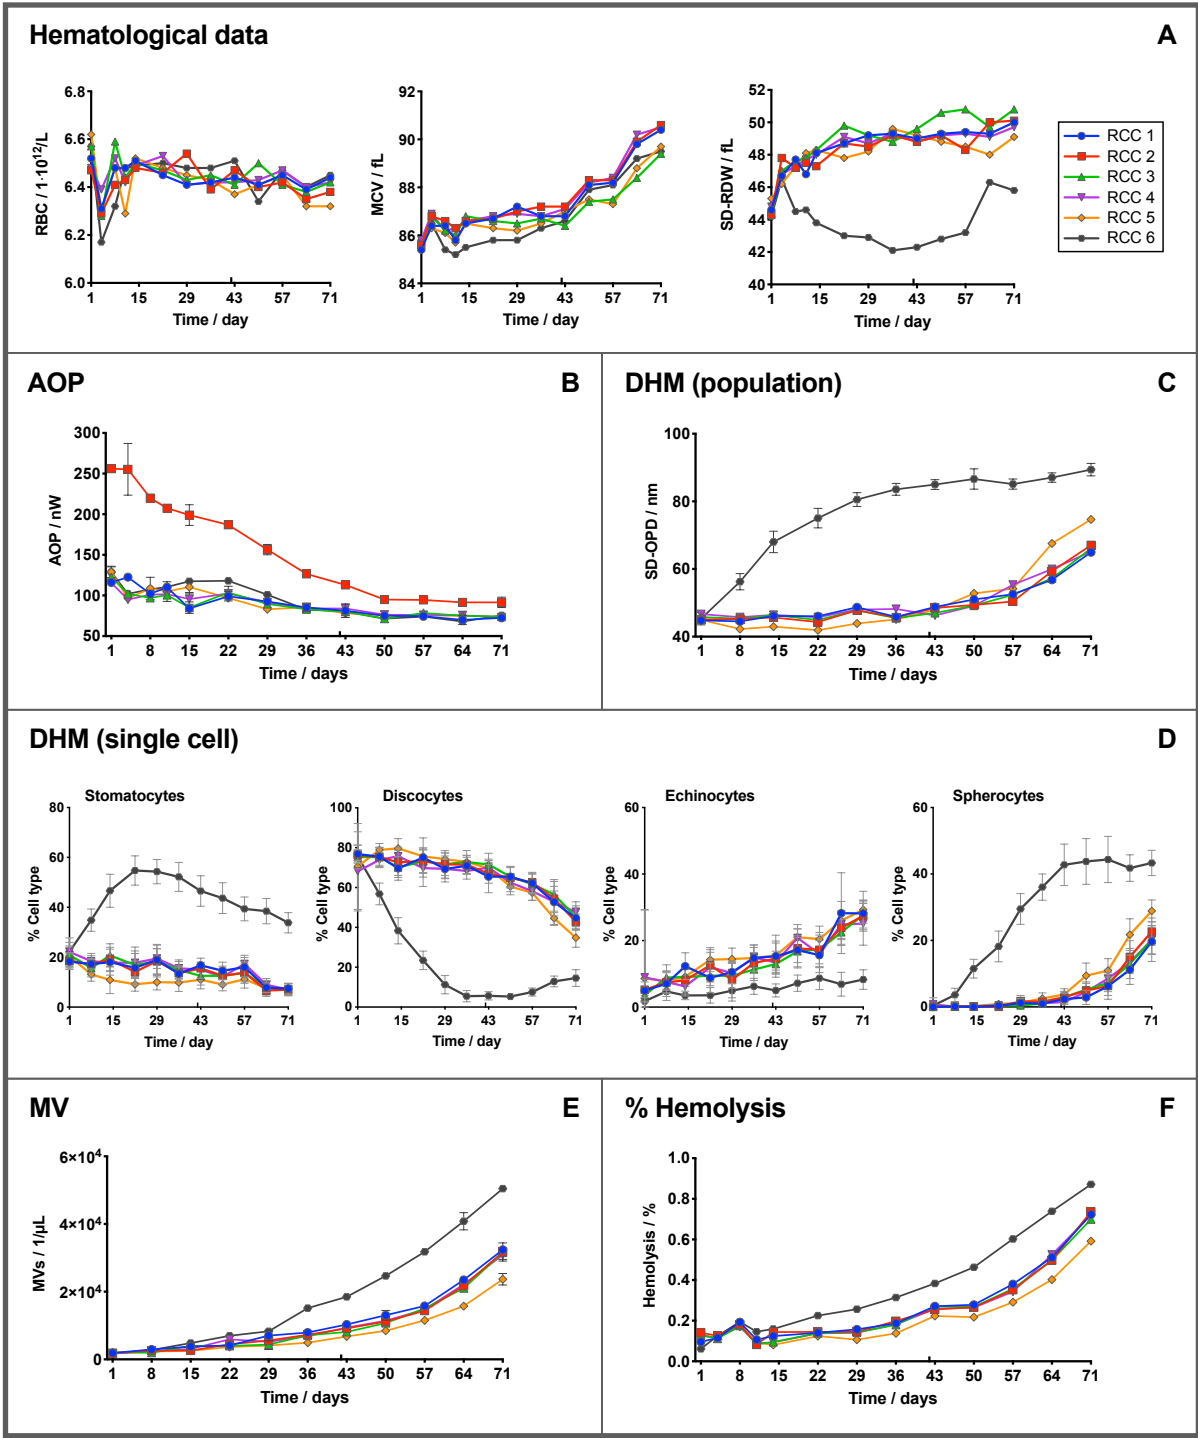 Hematological data
A
RBC / 1·10¹²/L
6.8
6.6
6.4
6.2
6.0
1 15 29 43 57 71
Time / day
MCV / fL
92
90
88
86
84
1 15 29 43 57 71
Time / day
SD-RDW / fL
52
50
48
46
44
42
40
1 15 29 43 57 71
Time / day
RCC 1
RCC 2
RCC 3
RCC 4
RCC 5
RCC 6
AOP
B
AOP / nW
300
250
200
150
100
50
1 8 15 22 29 36 43 50 57 64 71
Time / days
DHM (population)
C
SD-OPD / nm
100
80
60
40
1 8 15 22 29 36 43 50 57 64 71
Time / days
DHM (single cell)
D
Stomatocytes
% Cell type
80
60
40
20
0
1 15 29 43 57 71
Time / day
Discocytes
% Cell type
100
80
60
40
20
0
1 15 29 43 57 71
Time / day
Echinocytes
% Cell type
60
40
20
0
1 15 29 43 57 71
Time / day
Spherocytes
% Cell type
60
40
20
0
1 15 29 43 57 71
Time / day
MV
E
MVs / 1/µL
6×10⁴
4×10⁴
2×10⁴
0
1 8 15 22 29 36 43 50 57 64 71
Time / days
% Hemolysis
F
Hemolysis / %
1.0
0.8
0.6
0.4
0.2
0.0
1 8 15 22 29 36 43 50 57 64 71
Time / days